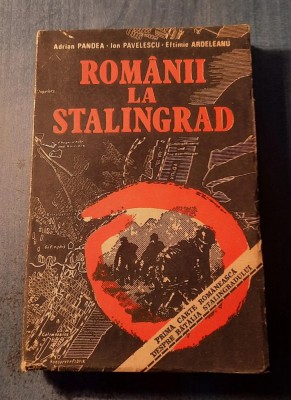 Adrian PANDEA · Ion PAVELESCU · Eftimie ARDELEANU
ROMÂNII
LA
STALINGRAD
PRIMA CARTE ROMÂNEASCĂ
DESPRE BĂTĂLIA STALINGRADULUI